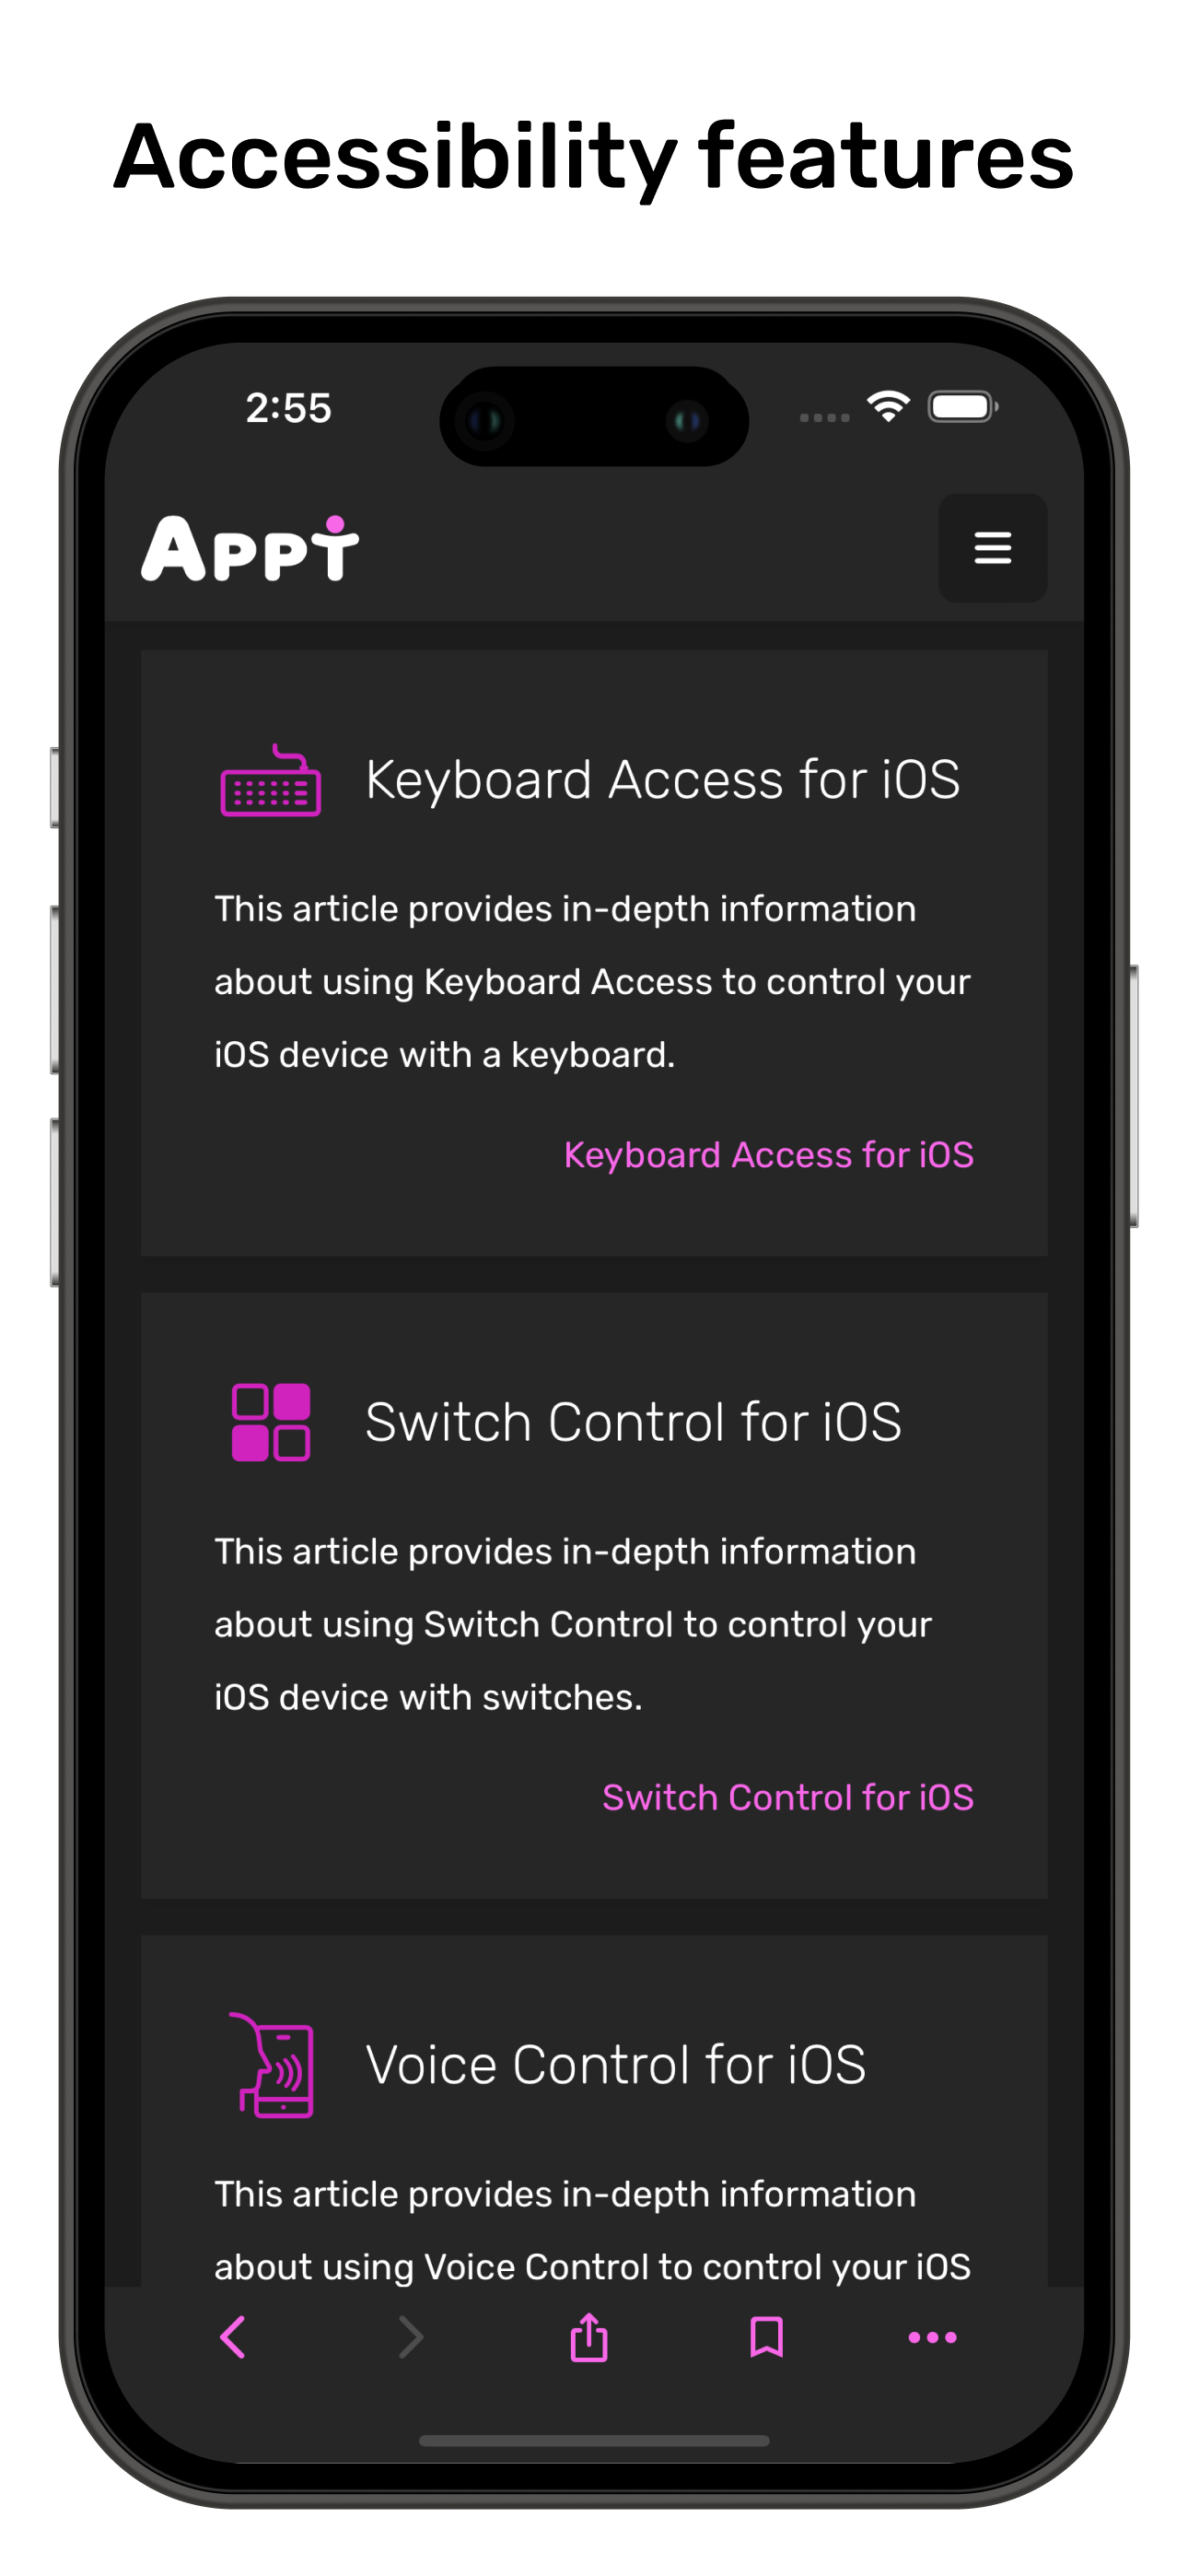 Accessibility features
2:55
APPT
Keyboard Access for iOS
This article provides in-depth information
about using Keyboard Access to control your
iOS device with a keyboard.
Keyboard Access for iOS
Switch Control for iOS
This article provides in-depth information
about using Switch Control to control your
iOS device with switches.
Switch Control for iOS
Voice Control for iOS
This article provides in-depth information
about using Voice Control to control your iOS